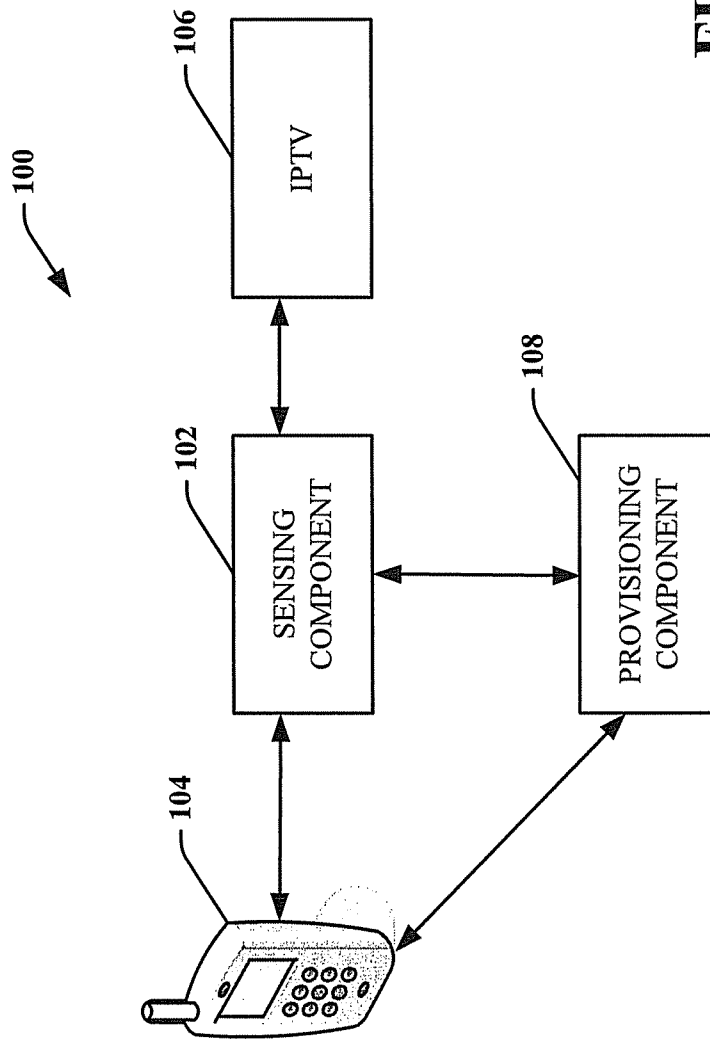 100
104
102
106
SENSING
COMPONENT
IPTV
108
PROVISIONING
COMPONENT